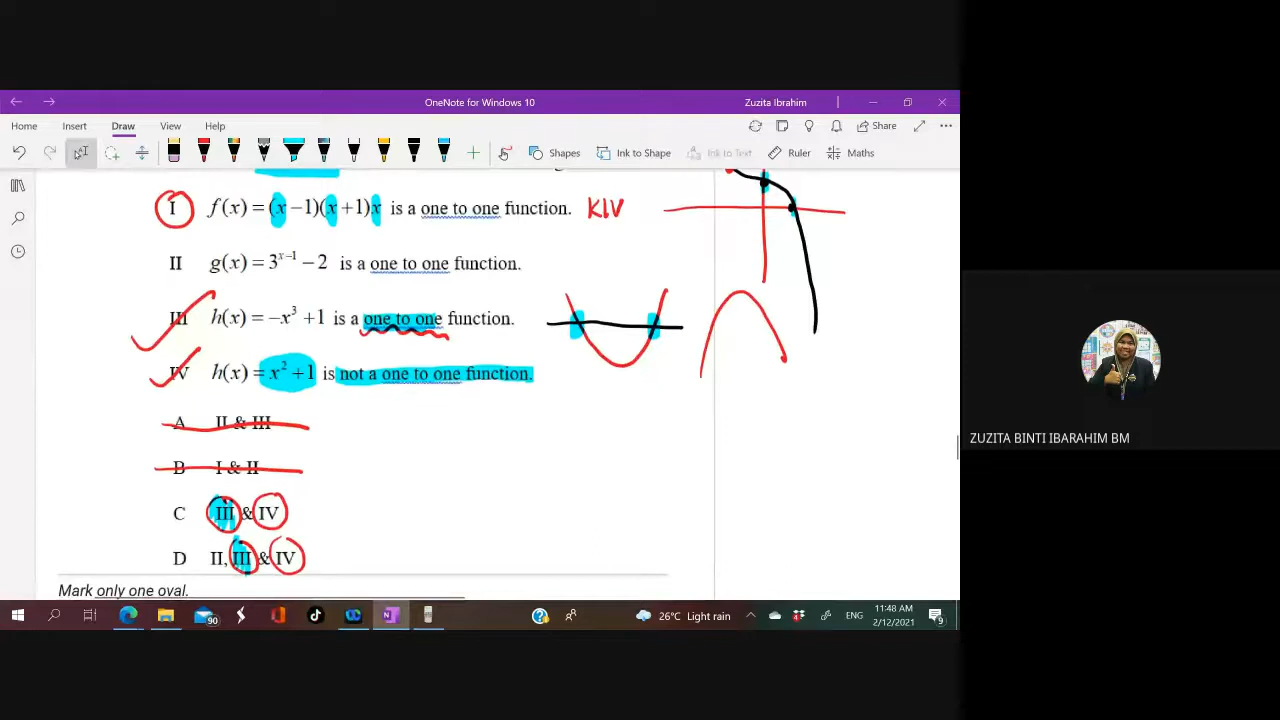 OneNote for Windows 10
Zuzita Ibrahim
Home Insert Draw View Help
Share
Shapes Ink to Shape Ink to Text Ruler Maths
I f(x) = (x−1)(x+1)x is a one to one function. KIV
II g(x) = 3^{x−1} − 2 is a one to one function.
III h(x) = −x³ + 1 is a one to one function.
IV h(x) = x² + 1 is not a one to one function.
A II & III
B I & II
C III & IV
D II, III & IV
Mark only one oval.
ZUZITA BINTI IBARAHIM BM
90
26°C Light rain
4
ENG
11:48 AM
2/12/2021
9